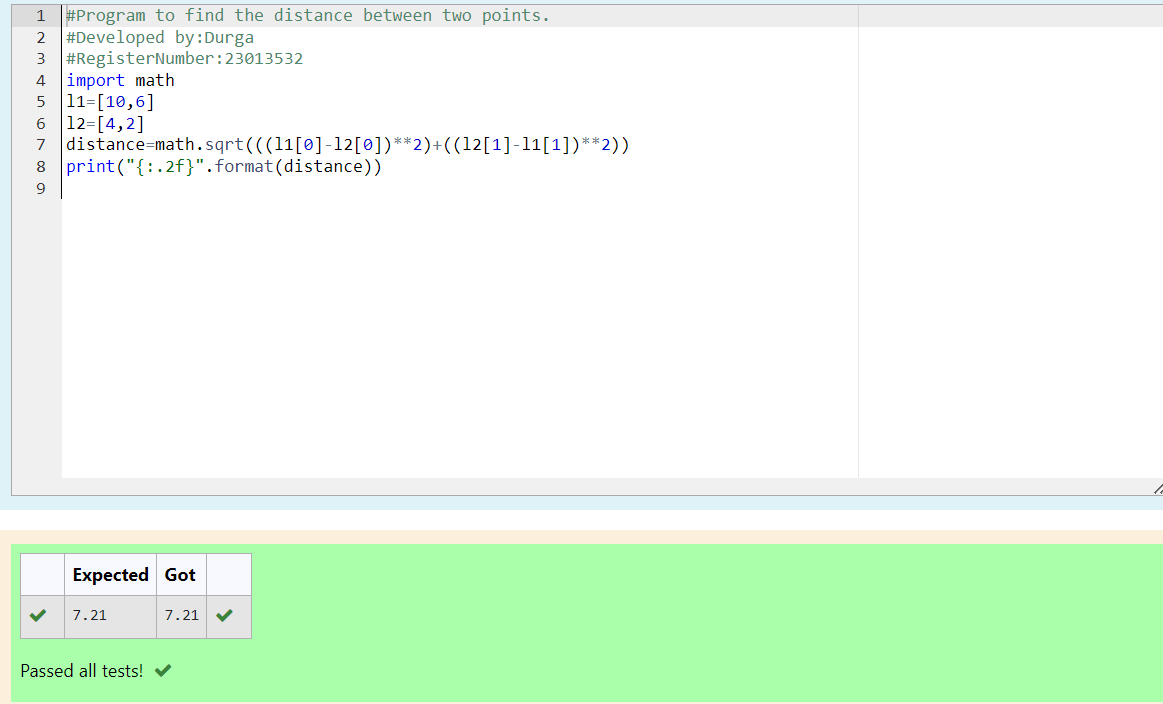 1 #Program to find the distance between two points.
2 #Developed by:Durga
3 #RegisterNumber:23013532
4 import math
5 l1=[10,6]
6 l2=[4,2]
7 distance=math.sqrt(((l1[0]-l2[0])**2)+((l2[1]-l1[1])**2))
8 print("{:.2f}".format(distance))
9
Expected Got
7.21 7.21
Passed all tests!